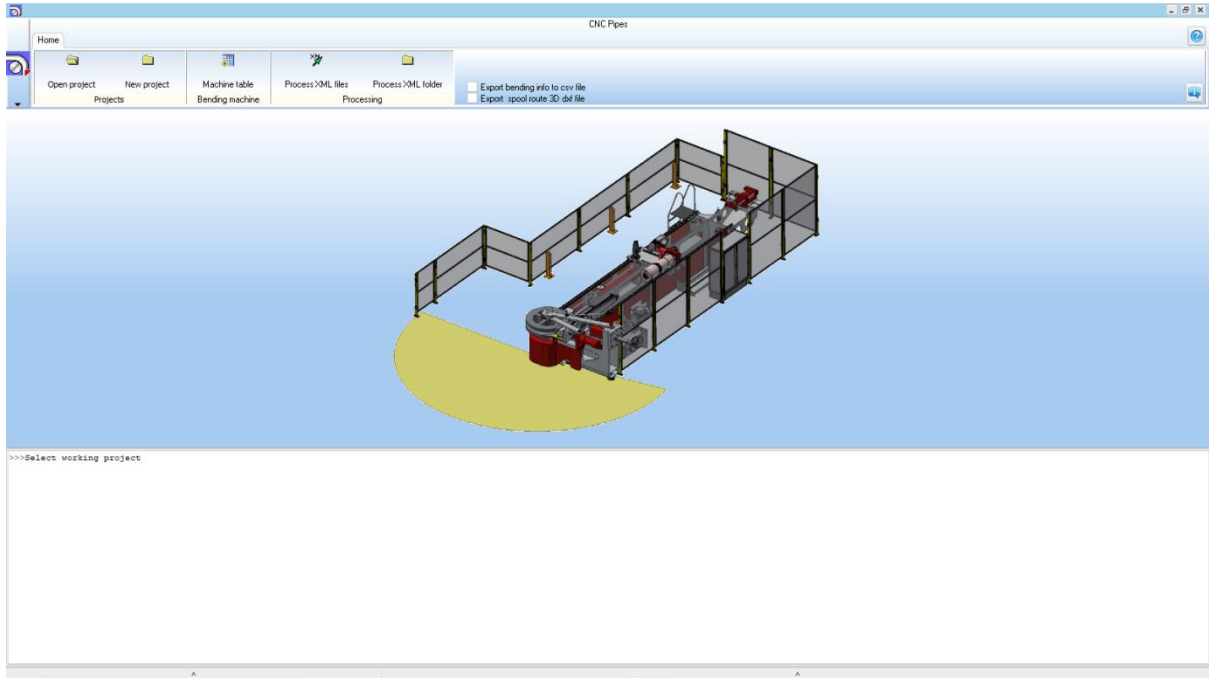 CNC Pipes
Home
Open project New project Machine table Process XML files Process XML folder
Export bending info to csv file
Projects Bending machine Processing
Export spool route 3D dxf file
>>>Select working project